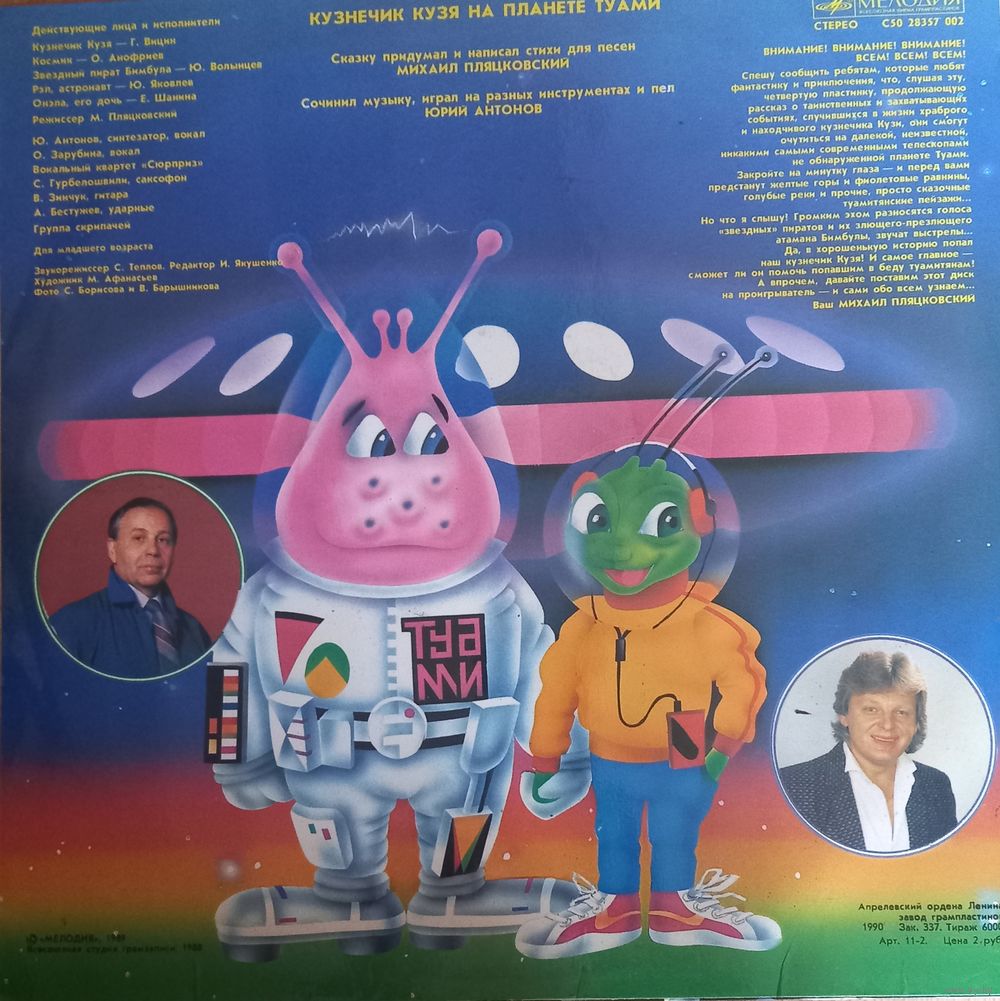 Действующие лица и исполнители
Кузнечик Кузя — Г. Вицин
Космик — О. Анофриев
Звездный пират Бимбула — Ю. Волынцев
Рэл, астронавт — Ю. Яковлев
Онэла, его дочь — Е. Шанина
Режиссер М. Пляцковский
Ю. Антонов, синтезатор, вокал
О. Зарубина, вокал
Вокальный квартет «Сюрприз»
С. Гурбелошвили, саксофон
В. Зинчук, гитара
А. Бестужев, ударные
Группа скрипачей
Для младшего возраста
Звукорежиссер С. Теплов. Редактор И. Якушенко
Художник М. Афанасьев
Фото С. Борисова и В. Барышникова
КУЗНЕЧИК КУЗЯ НА ПЛАНЕТЕ ТУАМИ
Сказку придумал и написал стихи для песен
МИХАИЛ ПЛЯЦКОВСКИЙ
Сочинил музыку, играл на разных инструментах и пел
ЮРИЙ АНТОНОВ
МЕЛОДИЯ
СТЕРЕО С50 28357 002
ВНИМАНИЕ! ВНИМАНИЕ! ВНИМАНИЕ!
ВСЕМ! ВСЕМ! ВСЕМ!
Спешу сообщить ребятам, которые любят
фантастику и приключения, что, слушая эту,
четвертую пластинку, продолжающую
рассказ о таинственных и захватывающих
событиях, случившихся в жизни храброго
и находчивого кузнечика Кузи, они смогут
очутиться на далекой, неизвестной,
никакими самыми современными телескопами
не обнаруженной планете Туами.
Закройте на минутку глаза — и перед вами
предстанут желтые горы и фиолетовые равнины,
голубые реки и прочие, просто сказочные
туамитянские пейзажи...
Но что я слышу! Громким эхом разносятся голоса
«звездных» пиратов и их злющего-презлющего
атамана Бимбулы, звучат выстрелы...
Да, в хорошенькую историю попал
наш кузнечик Кузя! И самое главное —
сможет ли он помочь попавшим в беду туамитянам!
А впрочем, давайте поставим этот диск
на проигрыватель — и сами обо всем узнаем...
Ваш МИХАИЛ ПЛЯЦКОВСКИЙ
ТУА
МИ
«МЕЛОДИЯ», 1989
Всесоюзная студия грамзаписи. 1988
Апрелевский ордена Ленина
завод грампластинок
1990 Зак. 337. Тираж 6000
Арт. 11-2. Цена 2 руб